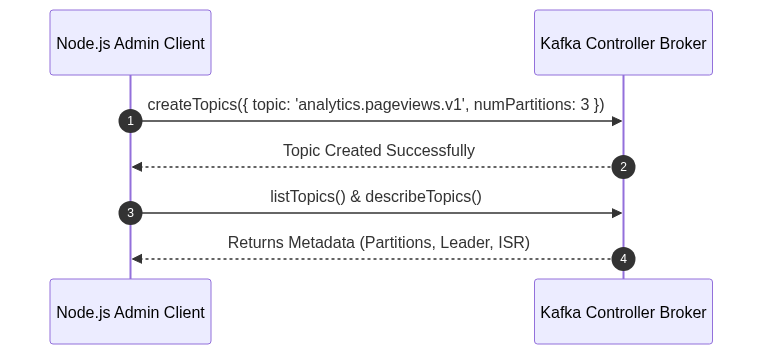 Node.js Admin Client
Kafka Controller Broker
createTopics({ topic: 'analytics.pageviews.v1', numPartitions: 3 })
1
Topic Created Successfully
2
listTopics() & describeTopics()
3
Returns Metadata (Partitions, Leader, ISR)
4
Node.js Admin Client
Kafka Controller Broker